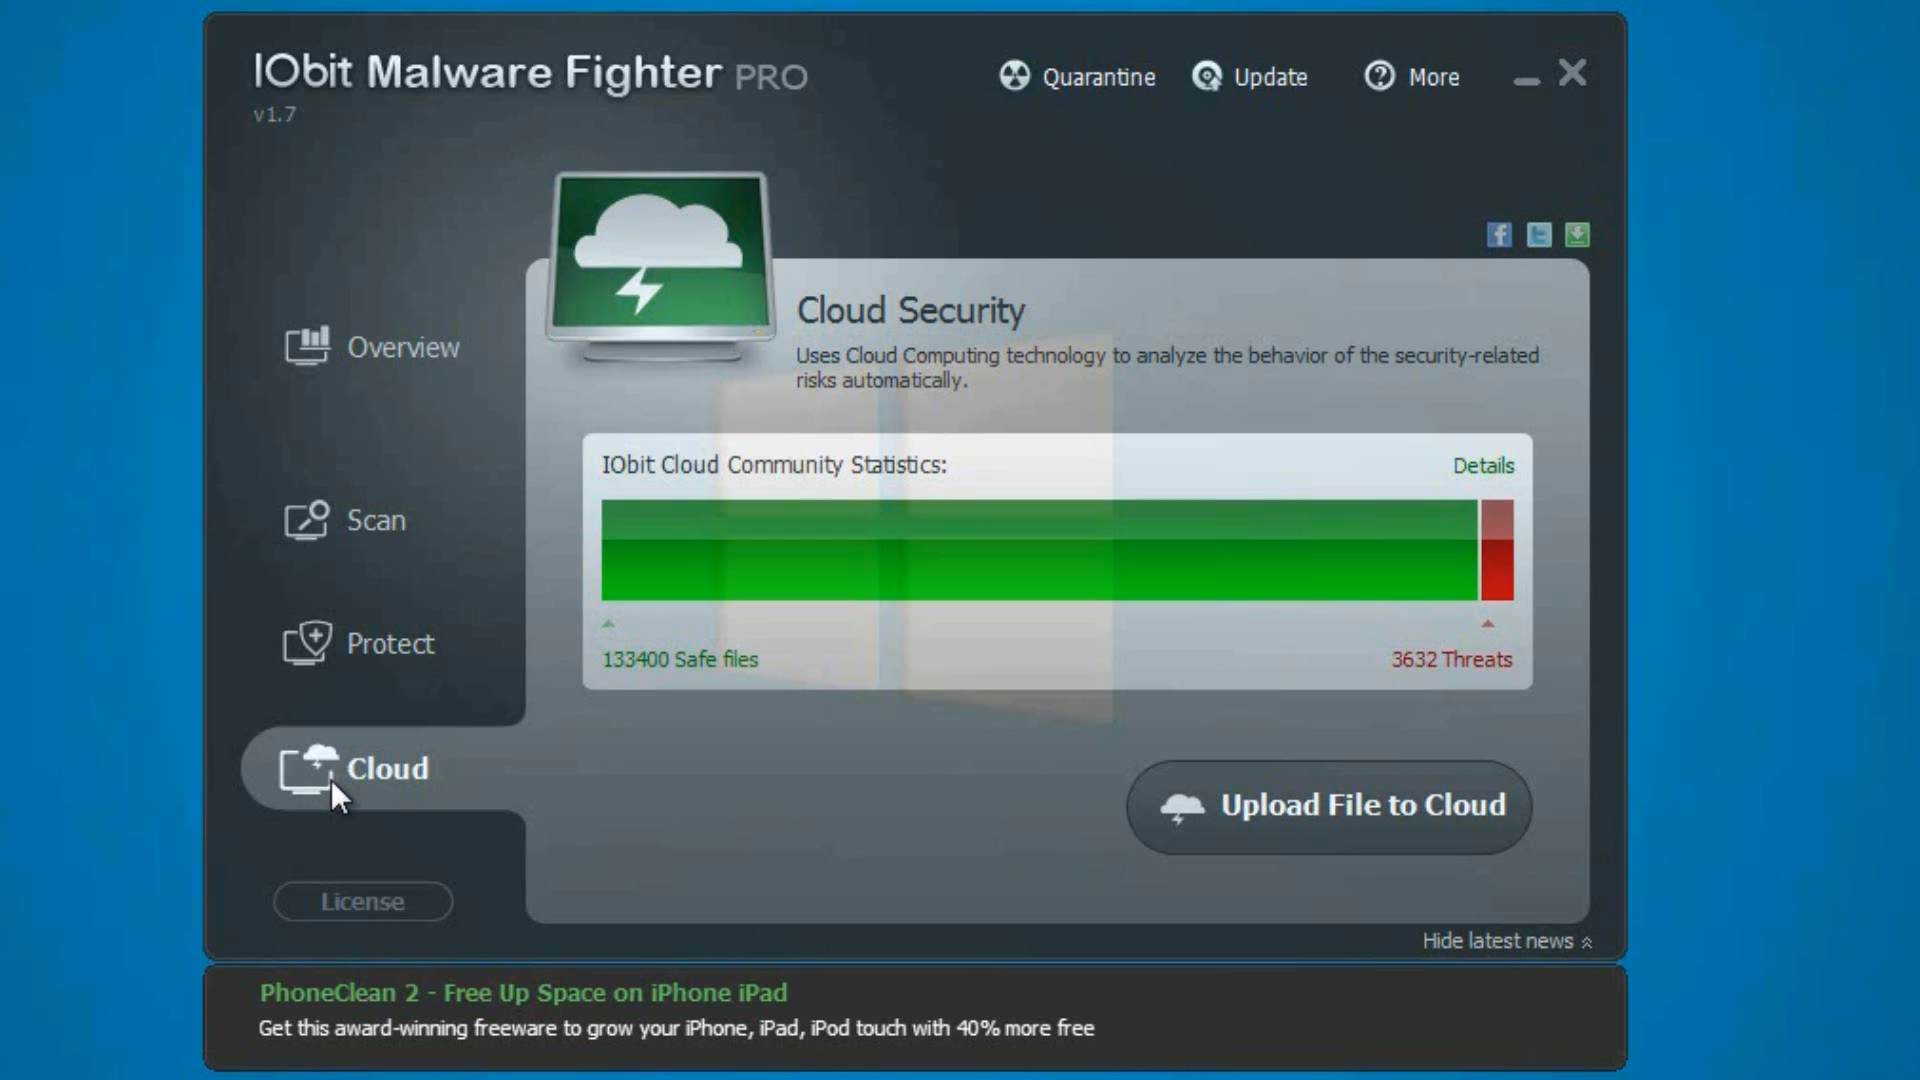 IObit Malware Fighter PRO
v1.7
Quarantine
Update
More
Overview
Scan
Protect
Cloud
License
Cloud Security
Uses Cloud Computing technology to analyze the behavior of the security-related
risks automatically.
IObit Cloud Community Statistics:
Details
133400 Safe files
3632 Threats
Upload File to Cloud
Hide latest news
PhoneClean 2 - Free Up Space on iPhone iPad
Get this award-winning freeware to grow your iPhone, iPad, iPod touch with 40% more free